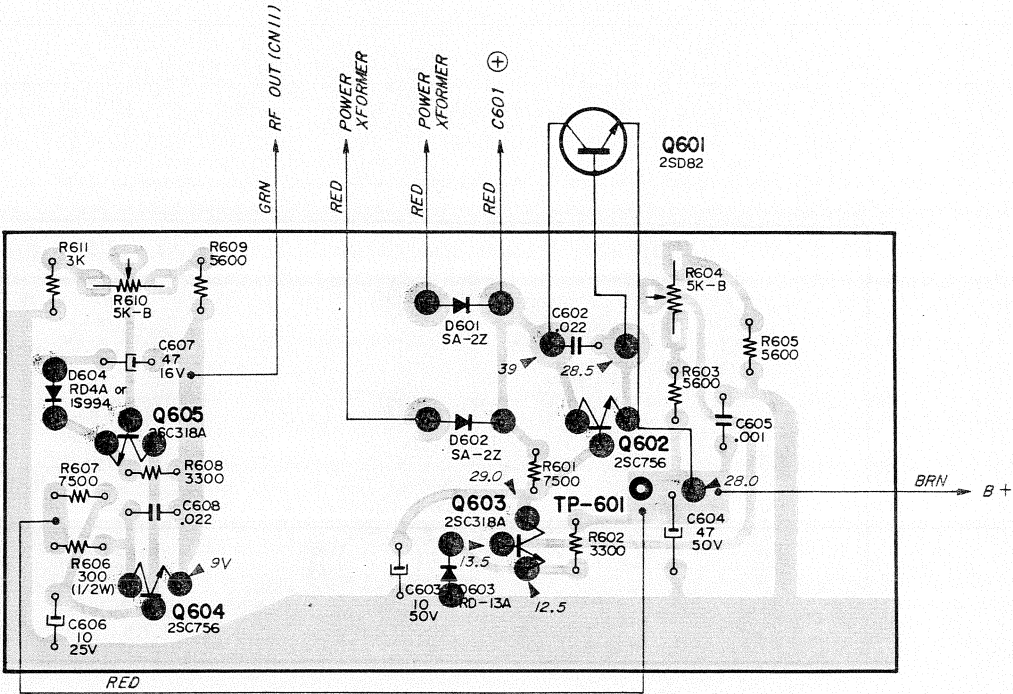 RF OUT (CN11)
POWER
XFORMER
POWER
XFORMER
C601 +
GRN
RED
RED
RED
Q601
2SD82
R611
3K
R610
5K-B
R609
5600
R604
5K-B
D601
SA-2Z
C602
.022
39
28.5
R605
5600
R603
5600
C607
47
16V
D604
RD4A or
1S994
Q605
2SC318A
D602
SA-2Z
Q602
2SC756
C605
.001
R607
7500
R608
3300
R601
7500
29.0
28.0
BRN
B+
Q603
2SC318A
TP-601
C608
.022
C604
47
50V
R602
3300
13.5
R606
300
(1/2W)
9V
C603
10
50V
D603
RD-13A
12.5
Q604
2SC756
C606
10
25V
RED